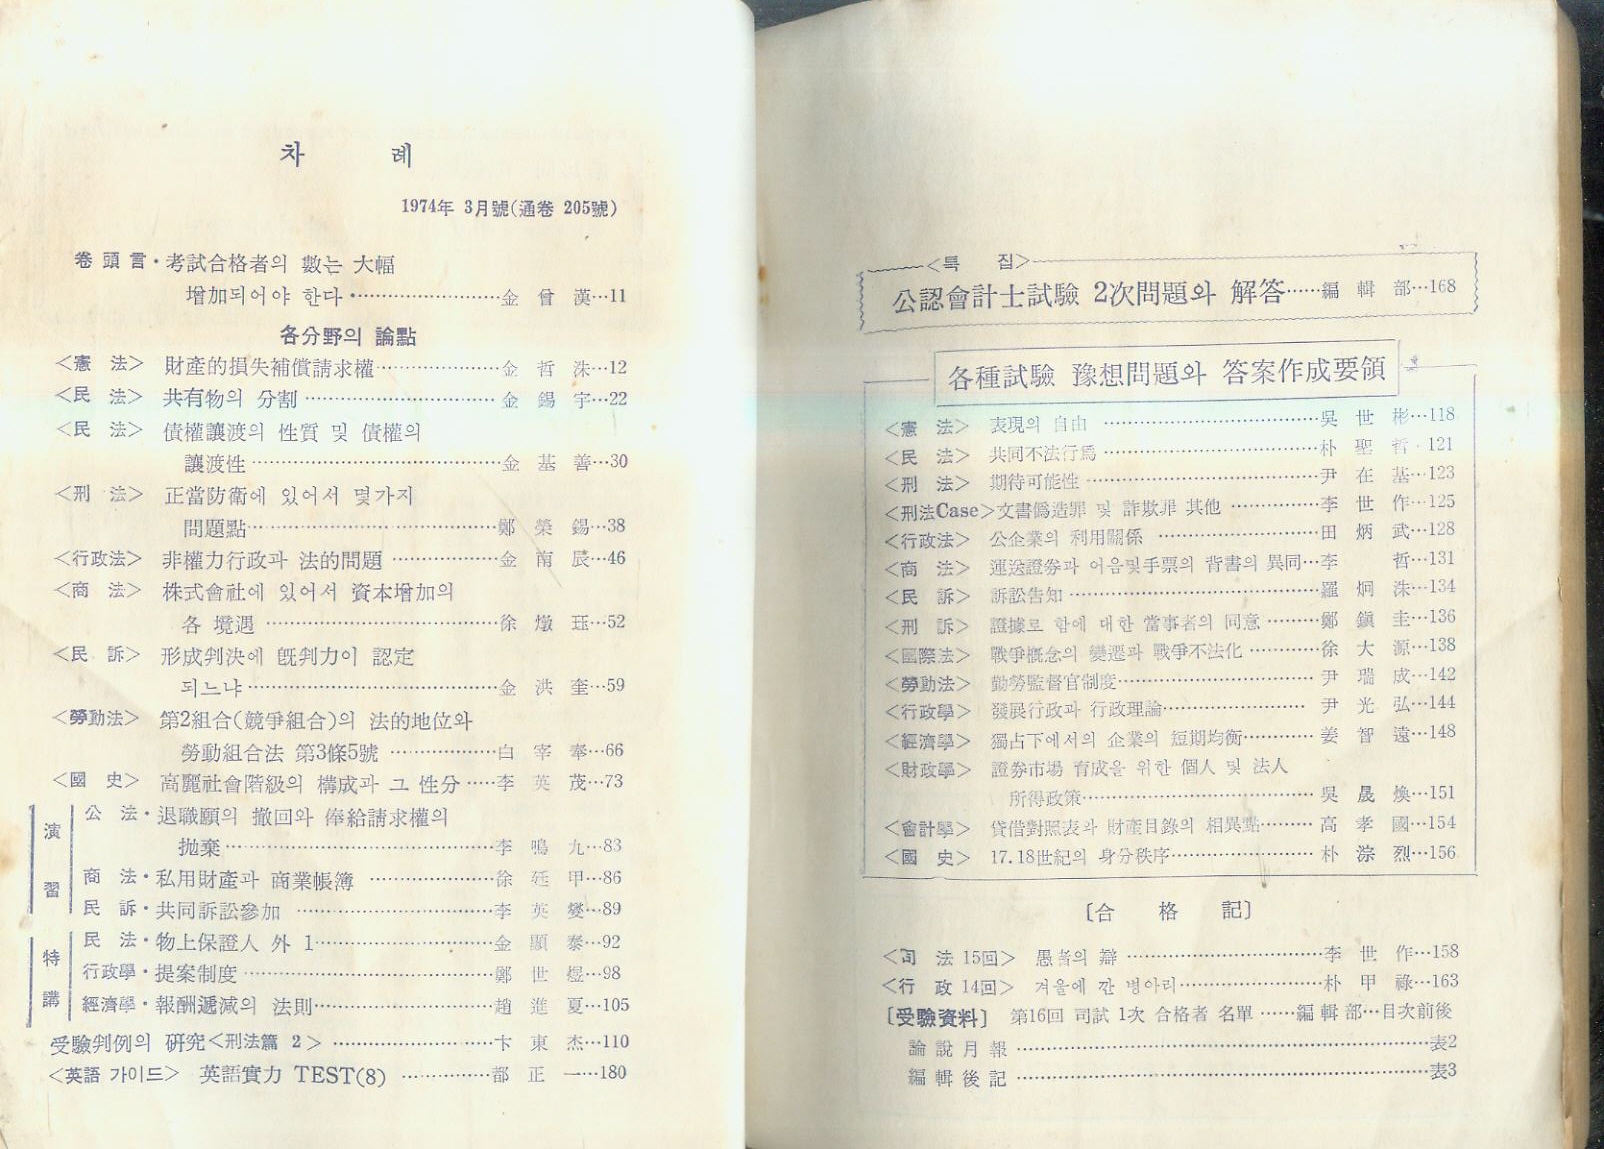 차 례
1974年 3月號(通卷 205號)
卷頭言·考試合格者의 數는 大幅
增加되어야 한다·……………………金 曾 漢…11
各分野의 論點
<憲 法> 財産的損失補償請求權………………金 哲 洙…12
<民 法> 共有物의 分割…………………………金 錫 宇…22
<民 法> 債權讓渡의 性質 및 債權의
讓渡性………………………………金 基 善…30
<刑 法> 正當防衛에 있어서 몇가지
問題點………………………………鄭 榮 錫…38
<行政法> 非權力行政과 法的問題 ……………金 南 辰…46
<商 法> 株式會社에 있어서 資本增加의
各 境遇 ……………………………徐 燉 珏…52
<民 訴> 形成判決에 旣判力이 認定
되느냐………………………………金 洪 奎…59
<勞動法> 第2組合(競爭組合)의 法的地位와
勞動組合法 第3條5號 ……………白 宰 奉…66
<國 史> 高麗社會階級의 構成과 그 性分……李 英 茂…73
演習
公 法·退職願의 撤回와 俸給請求權의
抛棄…………………………………李 鳴 九…83
商 法·私用財産과 商業帳簿 ………………徐 廷 甲…86
民 訴·共同訴訟參加 …………………………李 英 燮…89
特講
民 法·物上保證人 外 1………………………金 顯 泰…92
行政學·提案制度………………………………鄭 世 煜…98
經濟學·報酬遞減의 法則………………………趙 進 夏…105
受驗判例의 硏究<刑法篇 2> ……………………卞 東 杰…110
<英語 가이드> 英語實力 TEST(8) ……………都 正 一…180
<특 집>
公認會計士試驗 2次問題와 解答……編 輯 部…168
各種試驗 豫想問題와 答案作成要領
<憲 法> 表現의 自由 ……………………………吳 世 彬…118
<民 法> 共同不法行爲……………………………朴 聖 哲…121
<刑 法> 期待可能性………………………………尹 在 基…123
<刑法Case>文書僞造罪 및 詐欺罪 其他 …………李 世 作…125
<行政法> 公企業의 利用關係 ……………………田 炳 武…128
<商 法> 運送證券과 어음및手票의 背書의 異同…李 哲…131
<民 訴> 訴訟告知…………………………………羅 炯 洙…134
<刑 訴> 證據로 함에 대한 當事者의 同意………鄭 鎭 圭…136
<國際法> 戰爭槪念의 變遷과 戰爭不法化…………徐 大 源…138
<勞動法> 勤勞監督官制度…………………………尹 瑞 成…142
<行政學> 發展行政과 行政理論…………………… 尹 光 弘…144
<經濟學> 獨占下에서의 企業의 短期均衡…………姜 智 遠…148
<財政學> 證券市場 育成을 위한 個人 및 法人
所得政策……………………………… 吳 晟 煥…151
<會計學> 貸借對照表와 財産目錄의 相異點……… 高 孝 國…154
<國 史> 17.18世紀의 身分秩序…………………… 朴 淙 烈…156
〔合 格 記〕
<司 法 15回> 愚者의 辯 …………………………李 世 作…158
<行 政 14回> 겨울에 깐 병아리…………………朴 甲 祿…163
〔受驗資料〕 第16回 司試 1次 合格者 名單 ……編 輯 部…目次前後
論 說 月 報 …………………………………………………表2
編 輯 後 記 …………………………………………………表3